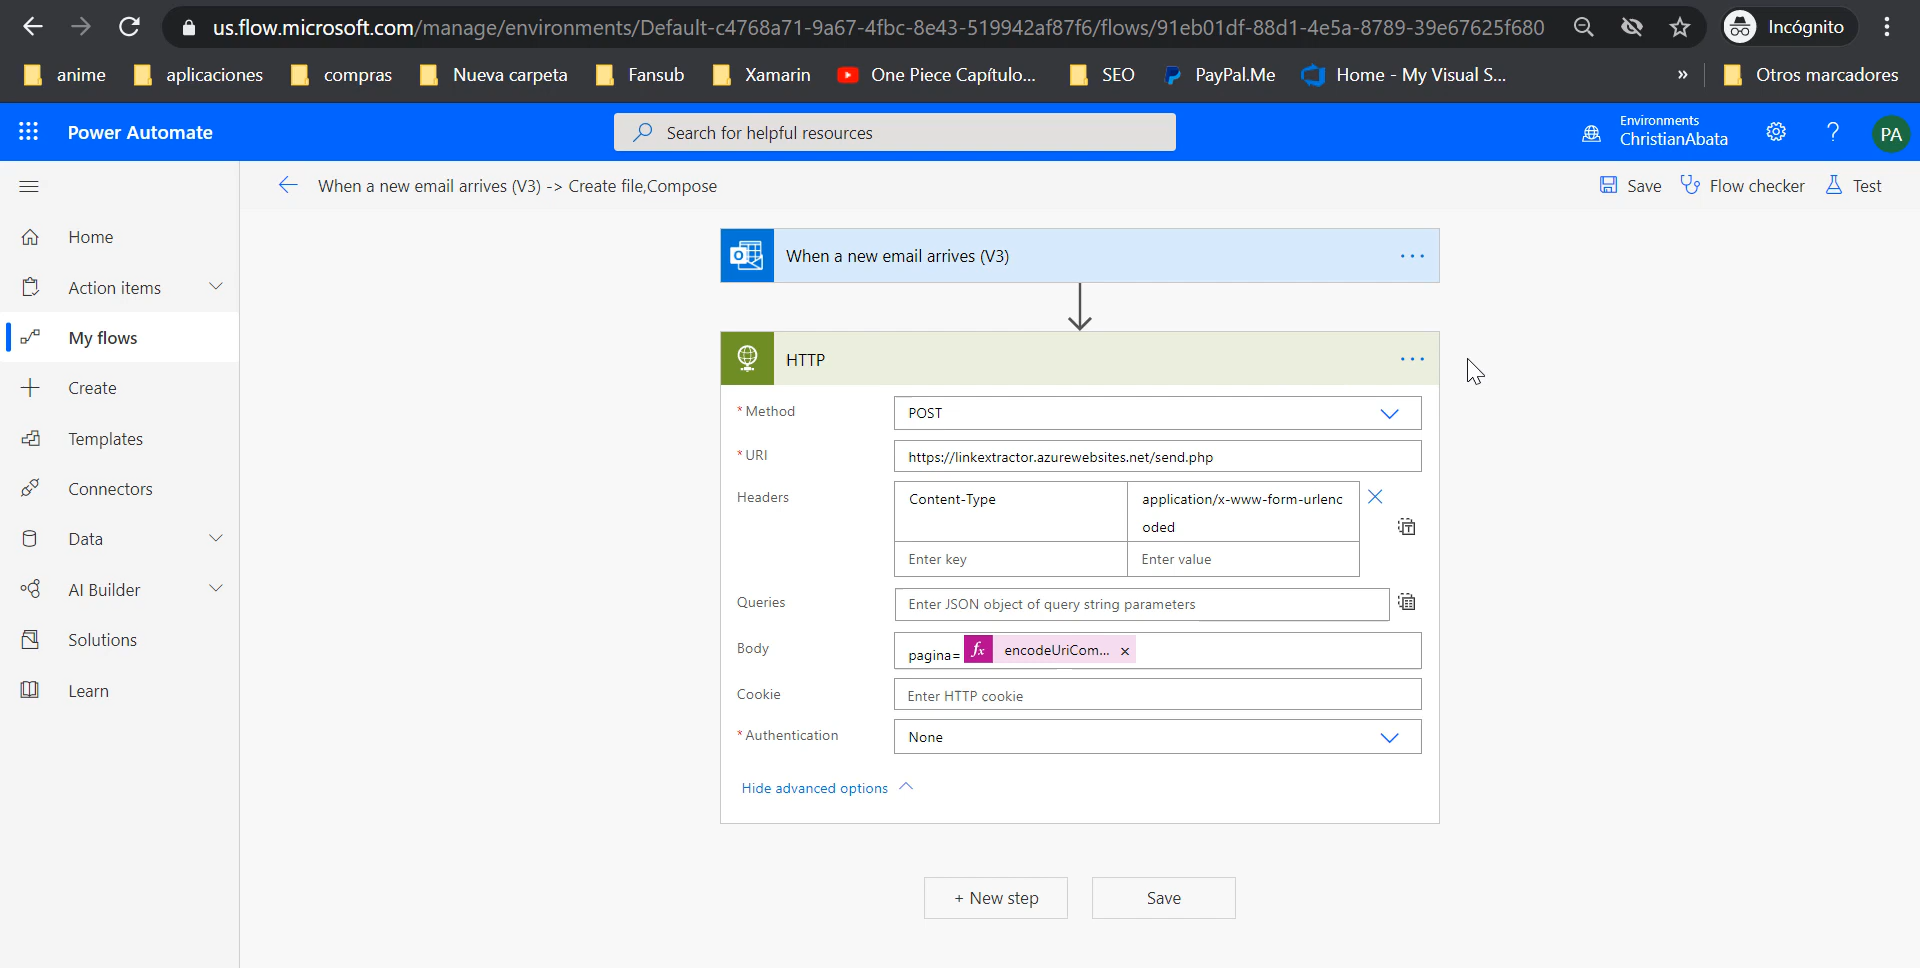 us.flow.microsoft.com/manage/environments/Default-c4768a71-9a67-4fbc-8e43-519942af87f6/flows/91eb01df-88d1-4e5a-8789-39e67625f680
Incógnito
anime
aplicaciones
compras
Nueva carpeta
Fansub
Xamarin
One Piece Capítulo...
SEO
PayPal.Me
Home - My Visual S...
»
Otros marcadores
Power Automate
Search for helpful resources
Environments
ChristianAbata
?
PA
When a new email arrives (V3) -> Create file,Compose
Save
Flow checker
Test
Home
Action items
My flows
Create
Templates
Connectors
Data
AI Builder
Solutions
Learn
When a new email arrives (V3)
...
HTTP
...
* Method
POST
* URI
https://linkextractor.azurewebsites.net/send.php
Headers
Content-Type
application/x-www-form-urlenc
oded
Enter key
Enter value
Queries
Enter JSON object of query string parameters
Body
pagina= fx encodeUriCom... ×
Cookie
Enter HTTP cookie
* Authentication
None
Hide advanced options
+ New step
Save